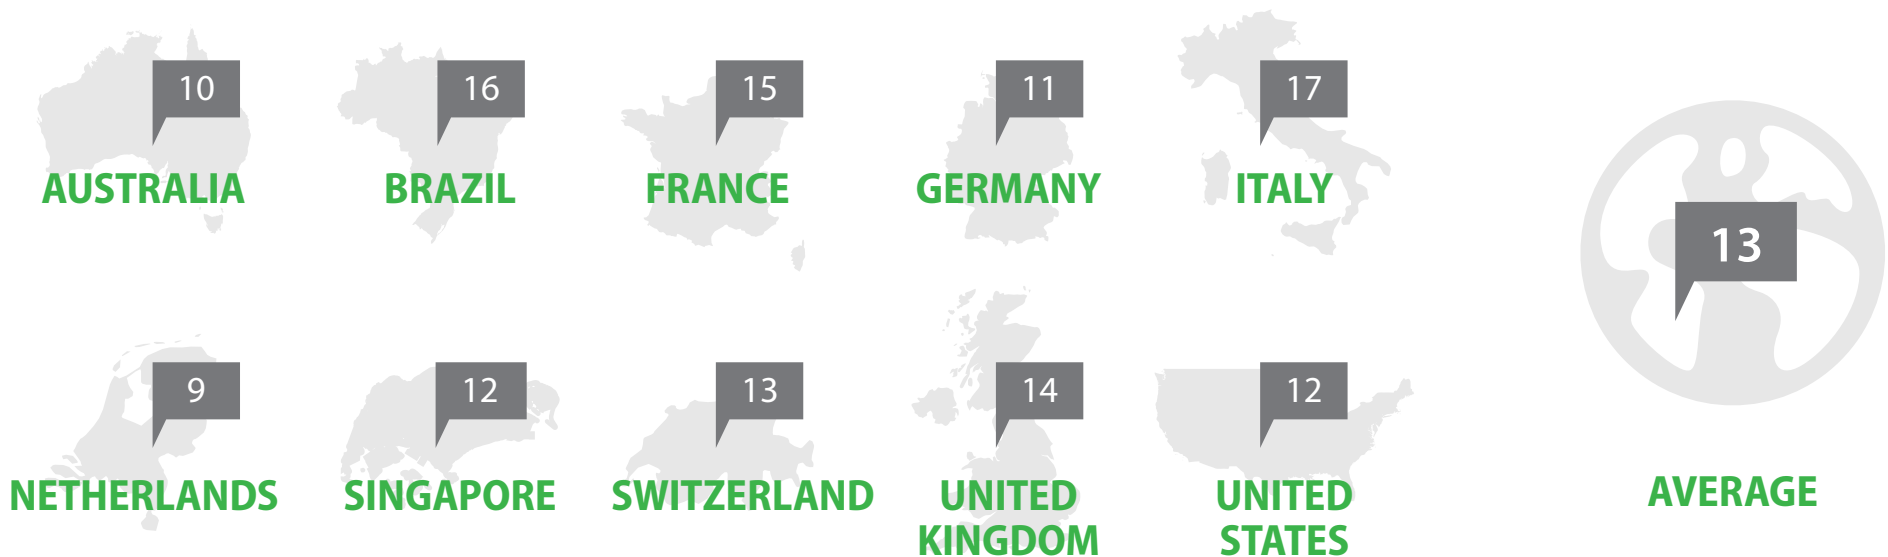 10
16
15
11
17
AUSTRALIA
BRAZIL
FRANCE
GERMANY
ITALY
13
9
12
13
14
12
NETHERLANDS
SINGAPORE
SWITZERLAND
UNITED
KINGDOM
UNITED
STATES
AVERAGE